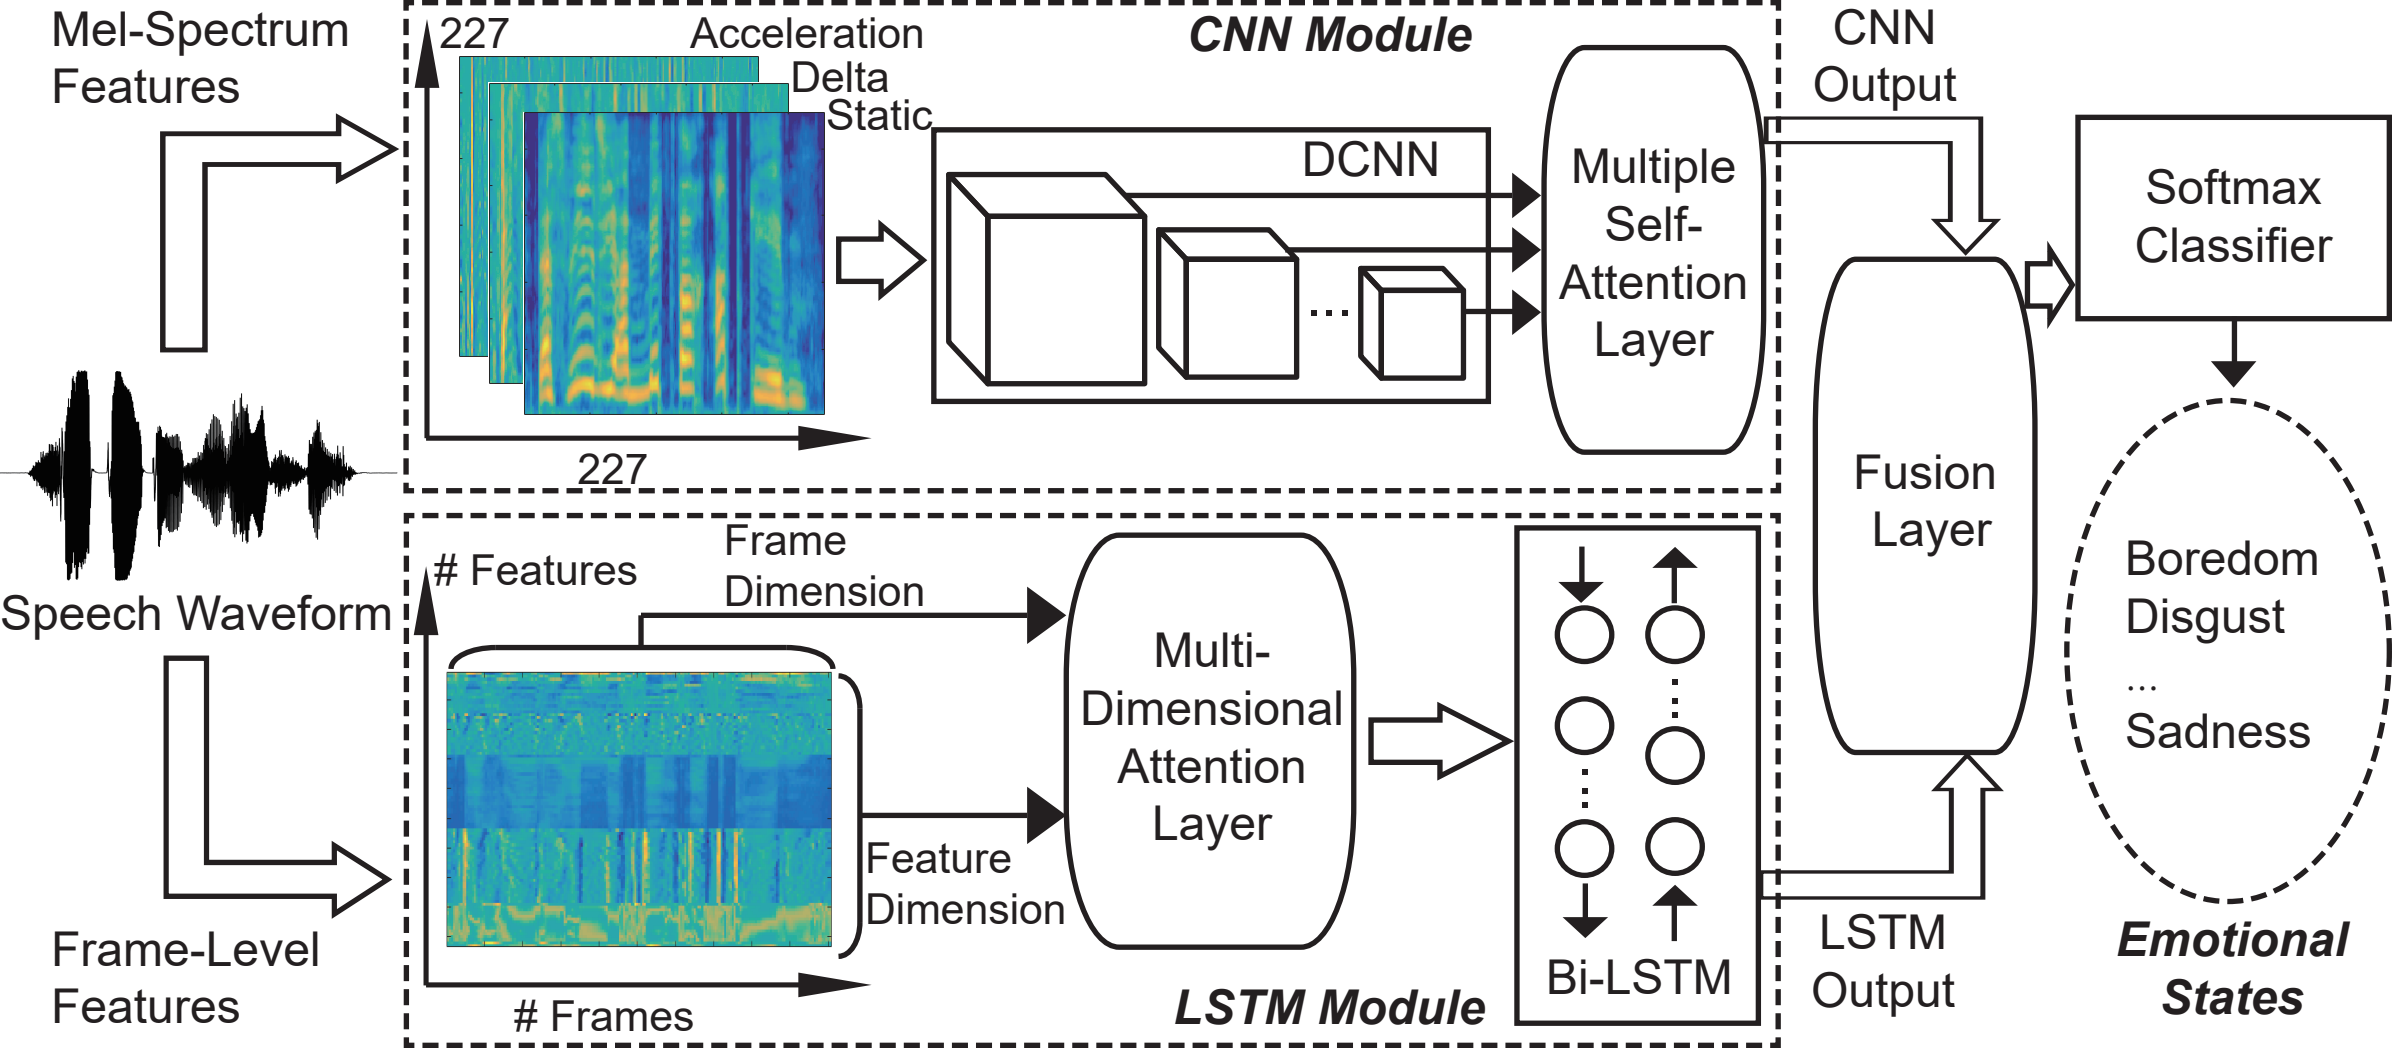 Mel-Spectrum
Features
227
Acceleration
Delta
Static
CNN Module
DCNN
Multiple
Self-
Attention
Layer
227
CNN
Output
Softmax
Classifier
Speech Waveform
Fusion
Layer
Boredom
Disgust
...
Sadness
Emotional
States
Frame
Dimension
# Features
Multi-
Dimensional
Attention
Layer
Feature
Dimension
Bi-LSTM
# Frames
LSTM Module
Frame-Level
Features
LSTM
Output